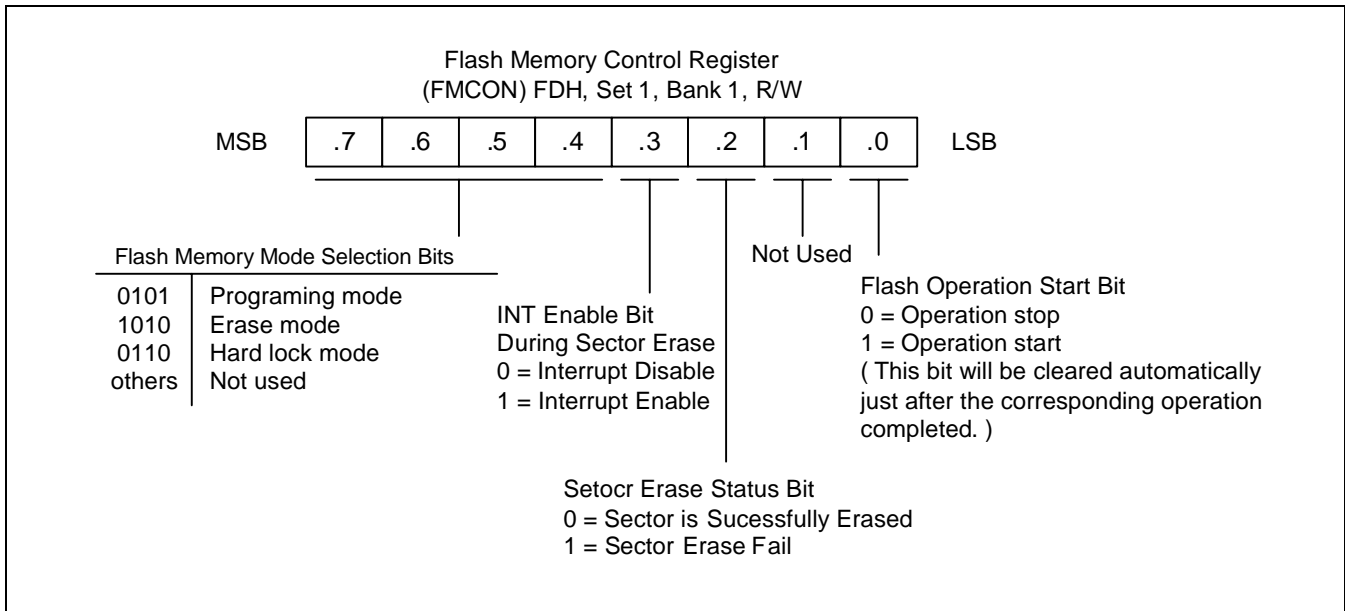 Flash Memory Control Register
(FMCON) FDH, Set 1, Bank 1, R/W
MSB .7 .6 .5 .4 .3 .2 .1 .0 LSB
Flash Memory Mode Selection Bits
0101 Programing mode
1010 Erase mode
0110 Hard lock mode
others Not used
INT Enable Bit
During Sector Erase
0 = Interrupt Disable
1 = Interrupt Enable
Setocr Erase Status Bit
0 = Sector is Sucessfully Erased
1 = Sector Erase Fail
Not Used
Flash Operation Start Bit
0 = Operation stop
1 = Operation start
( This bit will be cleared automatically
just after the corresponding operation
completed. )